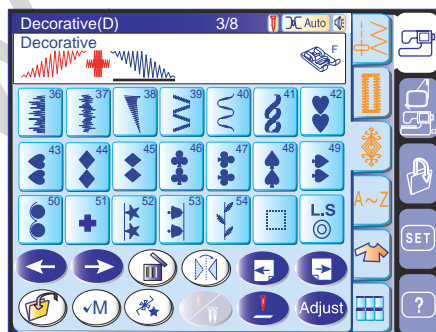 Decorative(D) 3/8 Auto
Decorative F
36 37 38 39 40 41 42
43 44 45 46 47 48 49
50 51 52 53 54 L.S
A~Z
SET
M Adjust ?